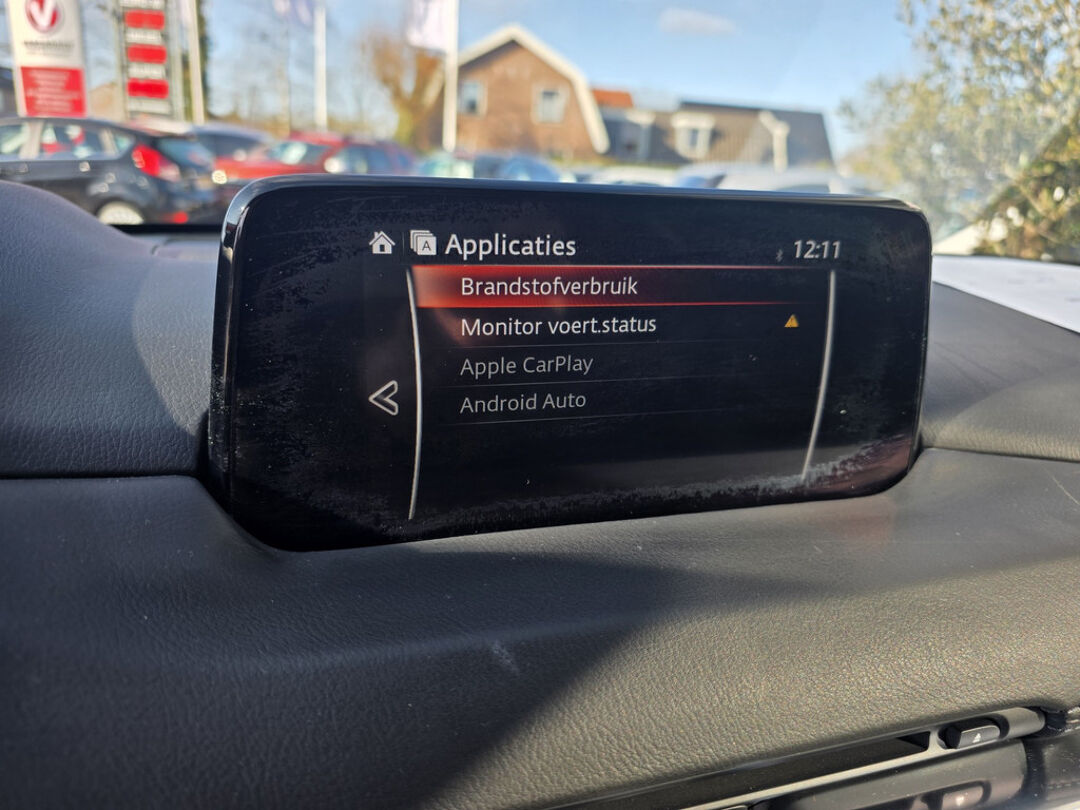 Applicaties
12:11
Brandstofverbruik
Monitor voert.status
Apple CarPlay
Android Auto